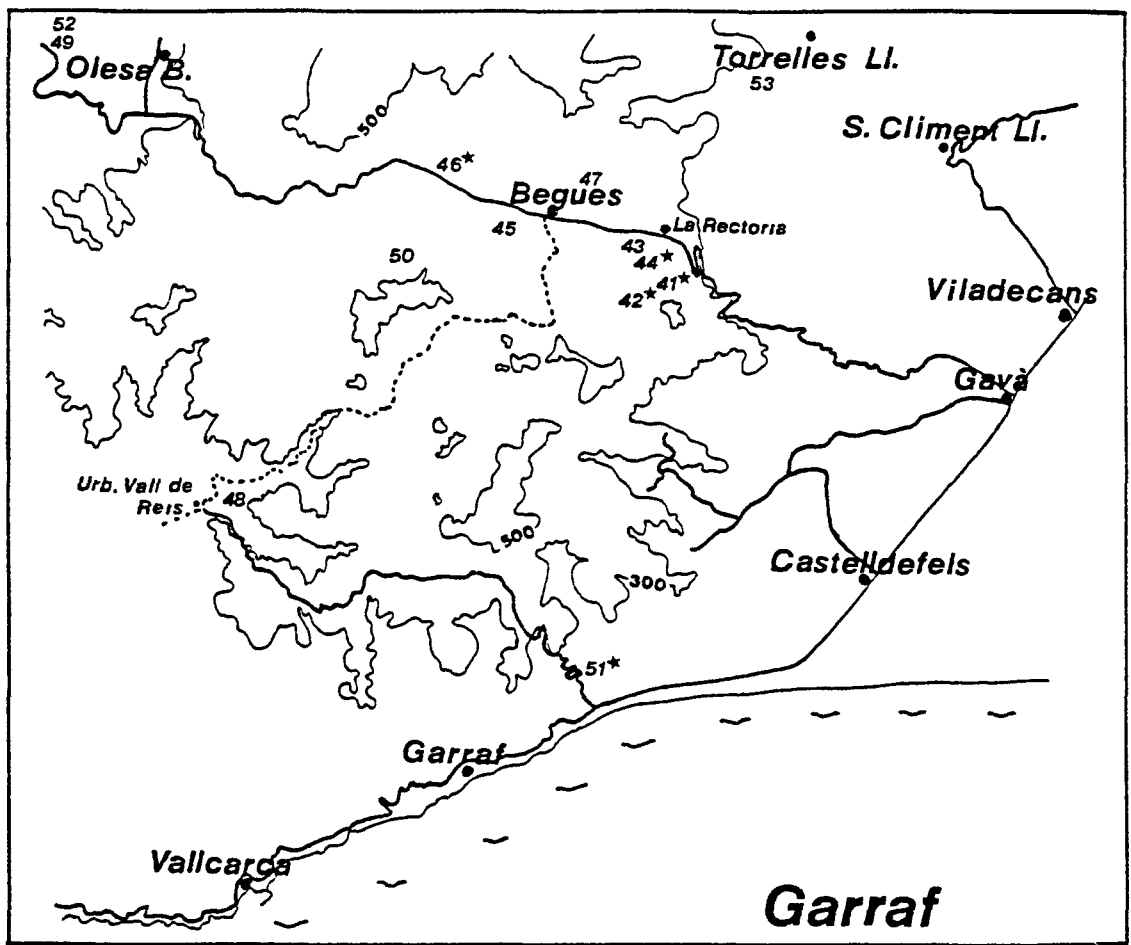 52
49
Olesa B.
Torrelles Ll.
53
500
S. Climent Ll.
46*
47
Begues
45
La Rectoria
43
44*
50
41*
42*
Viladecans
Gavà
Urb. Vall de
Reis
48
500
300
Castelldefels
51*
Garraf
Vallcarca
Garraf